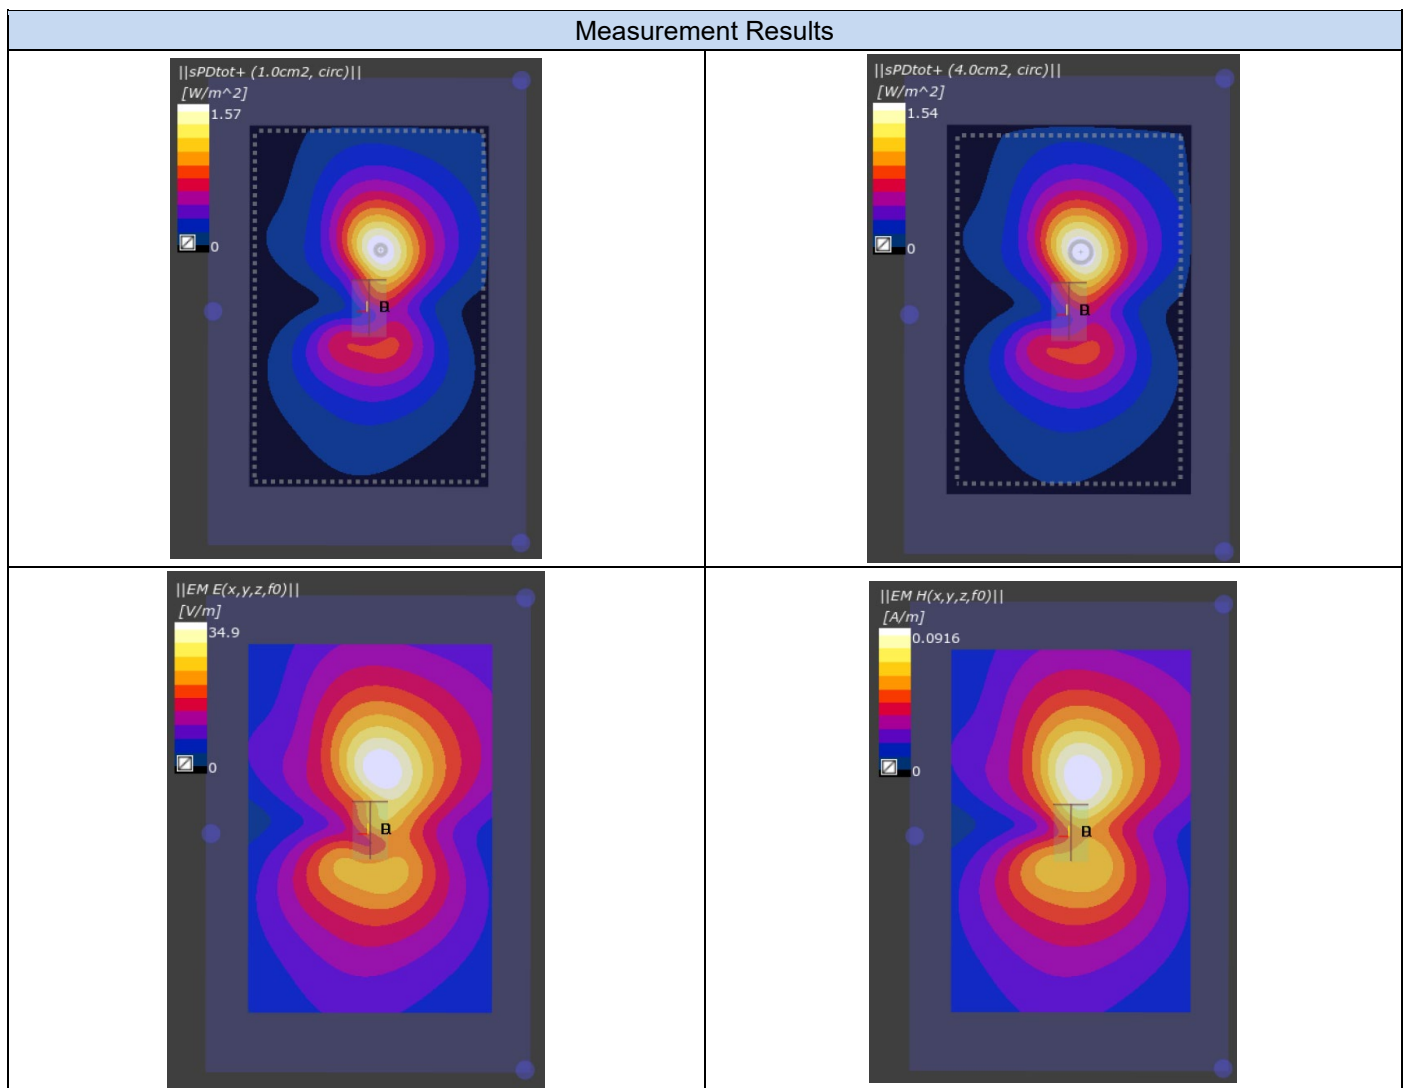 Measurement Results
||sPDtot+ (1.0cm2, circ)||
[W/m^2]
1.57
0
||sPDtot+ (4.0cm2, circ)||
[W/m^2]
1.54
0
||EM E(x,y,z,f0)||
[V/m]
34.9
0
||EM H(x,y,z,f0)||
[A/m]
0.0916
0